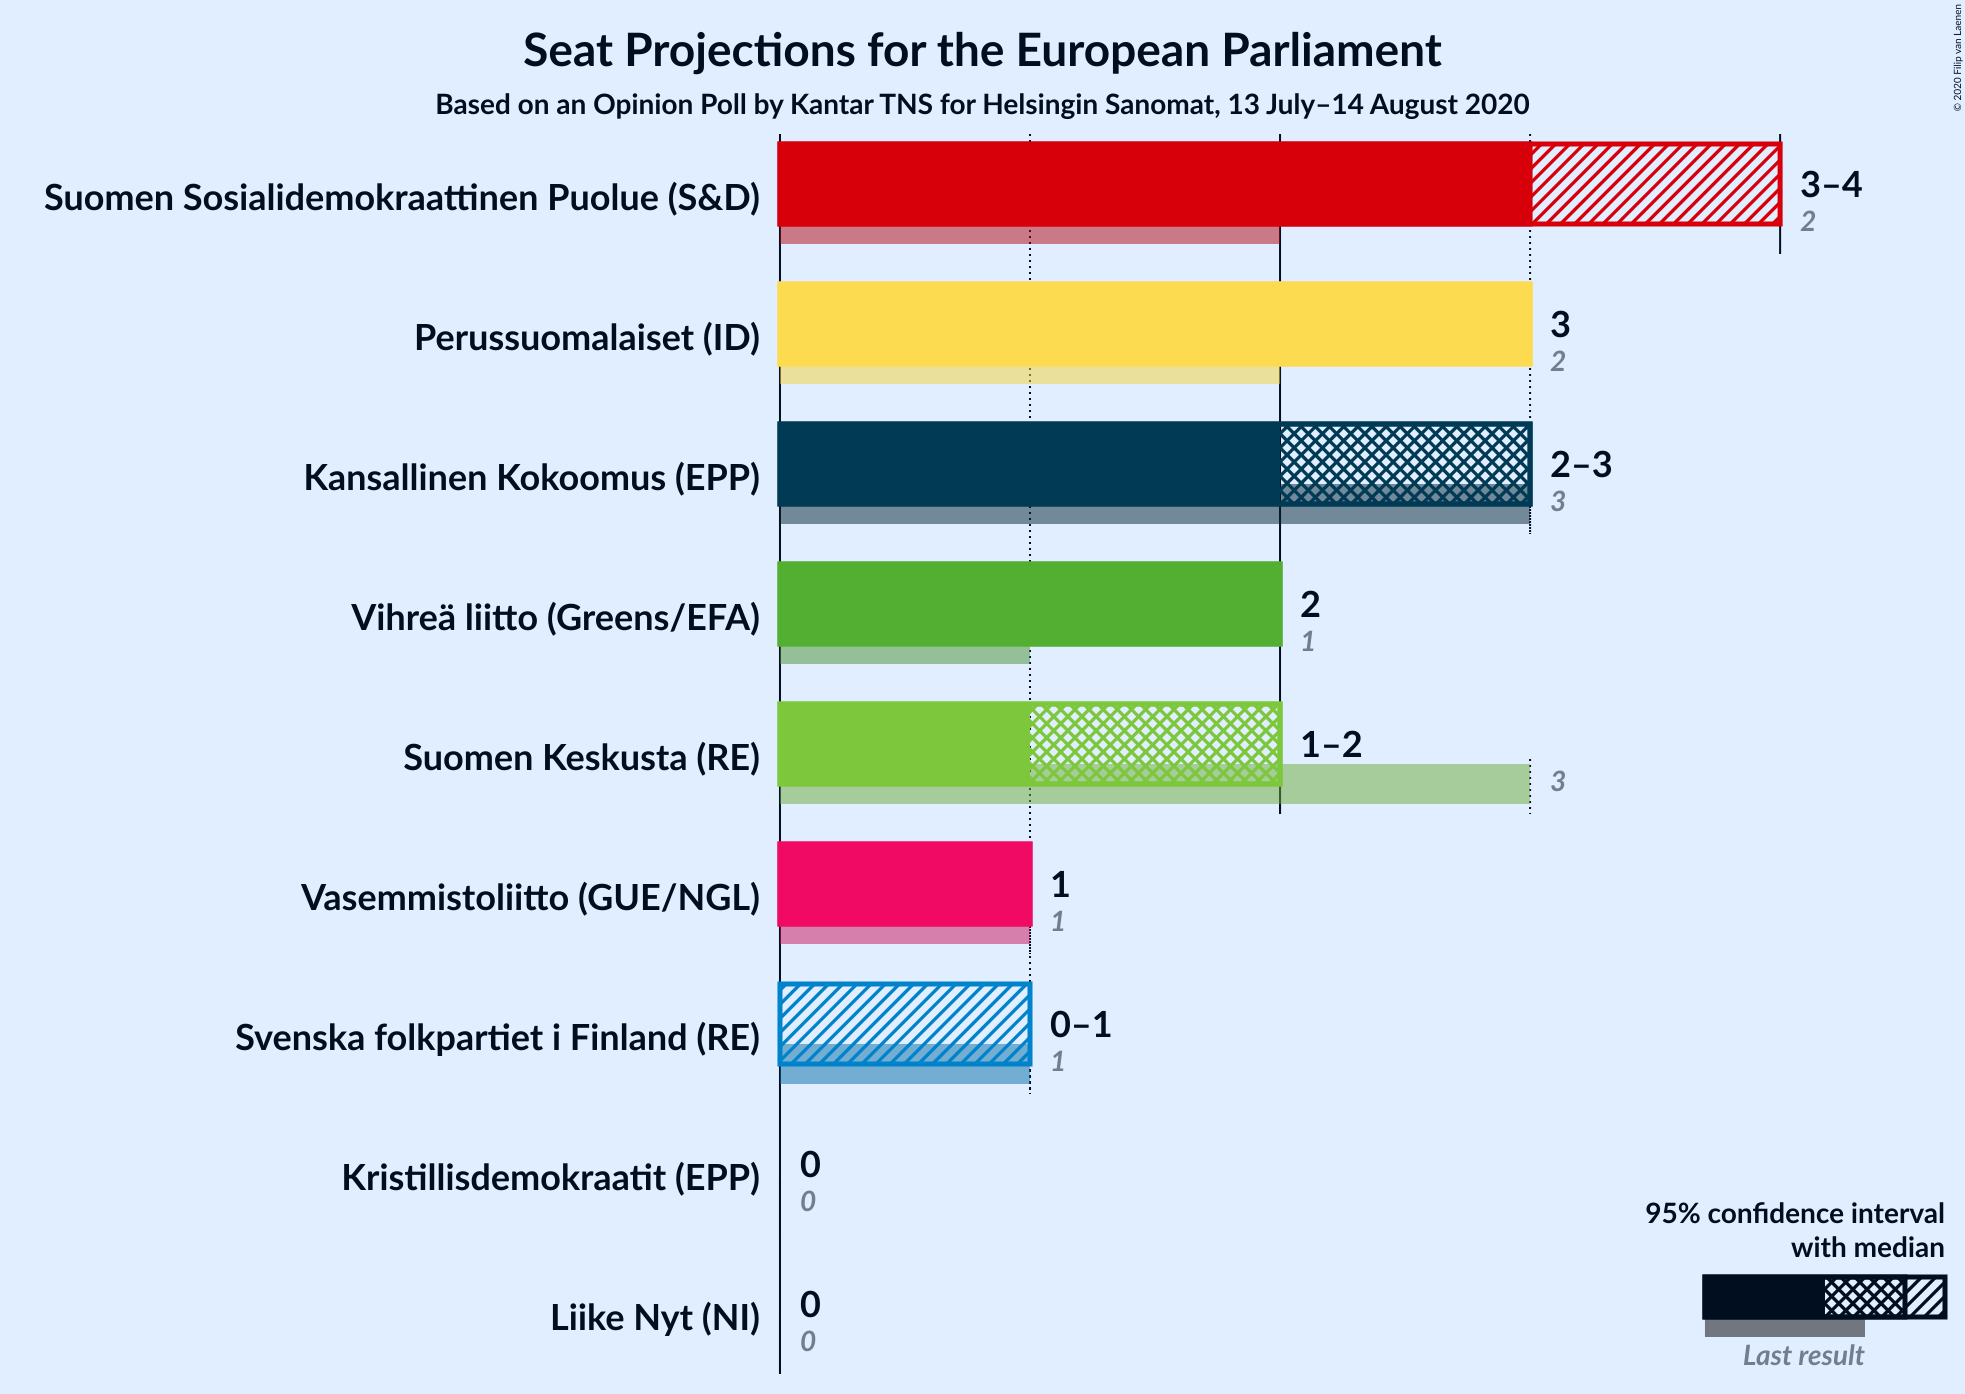 Seat Projections for the European Parliament
Based on an Opinion Poll by Kantar TNS for Helsingin Sanomat, 13 July–14 August 2020
© 2020 Filip van Laenen
Suomen Sosialidemokraattinen Puolue (S&D)
3–4
2
Perussuomalaiset (ID)
3
2
Kansallinen Kokoomus (EPP)
2–3
3
Vihreä liitto (Greens/EFA)
2
1
Suomen Keskusta (RE)
1–2
3
Vasemmistoliitto (GUE/NGL)
1
1
Svenska folkpartiet i Finland (RE)
0–1
1
Kristillisdemokraatit (EPP)
0
0
Liike Nyt (NI)
0
0
95% confidence interval
with median
Last result